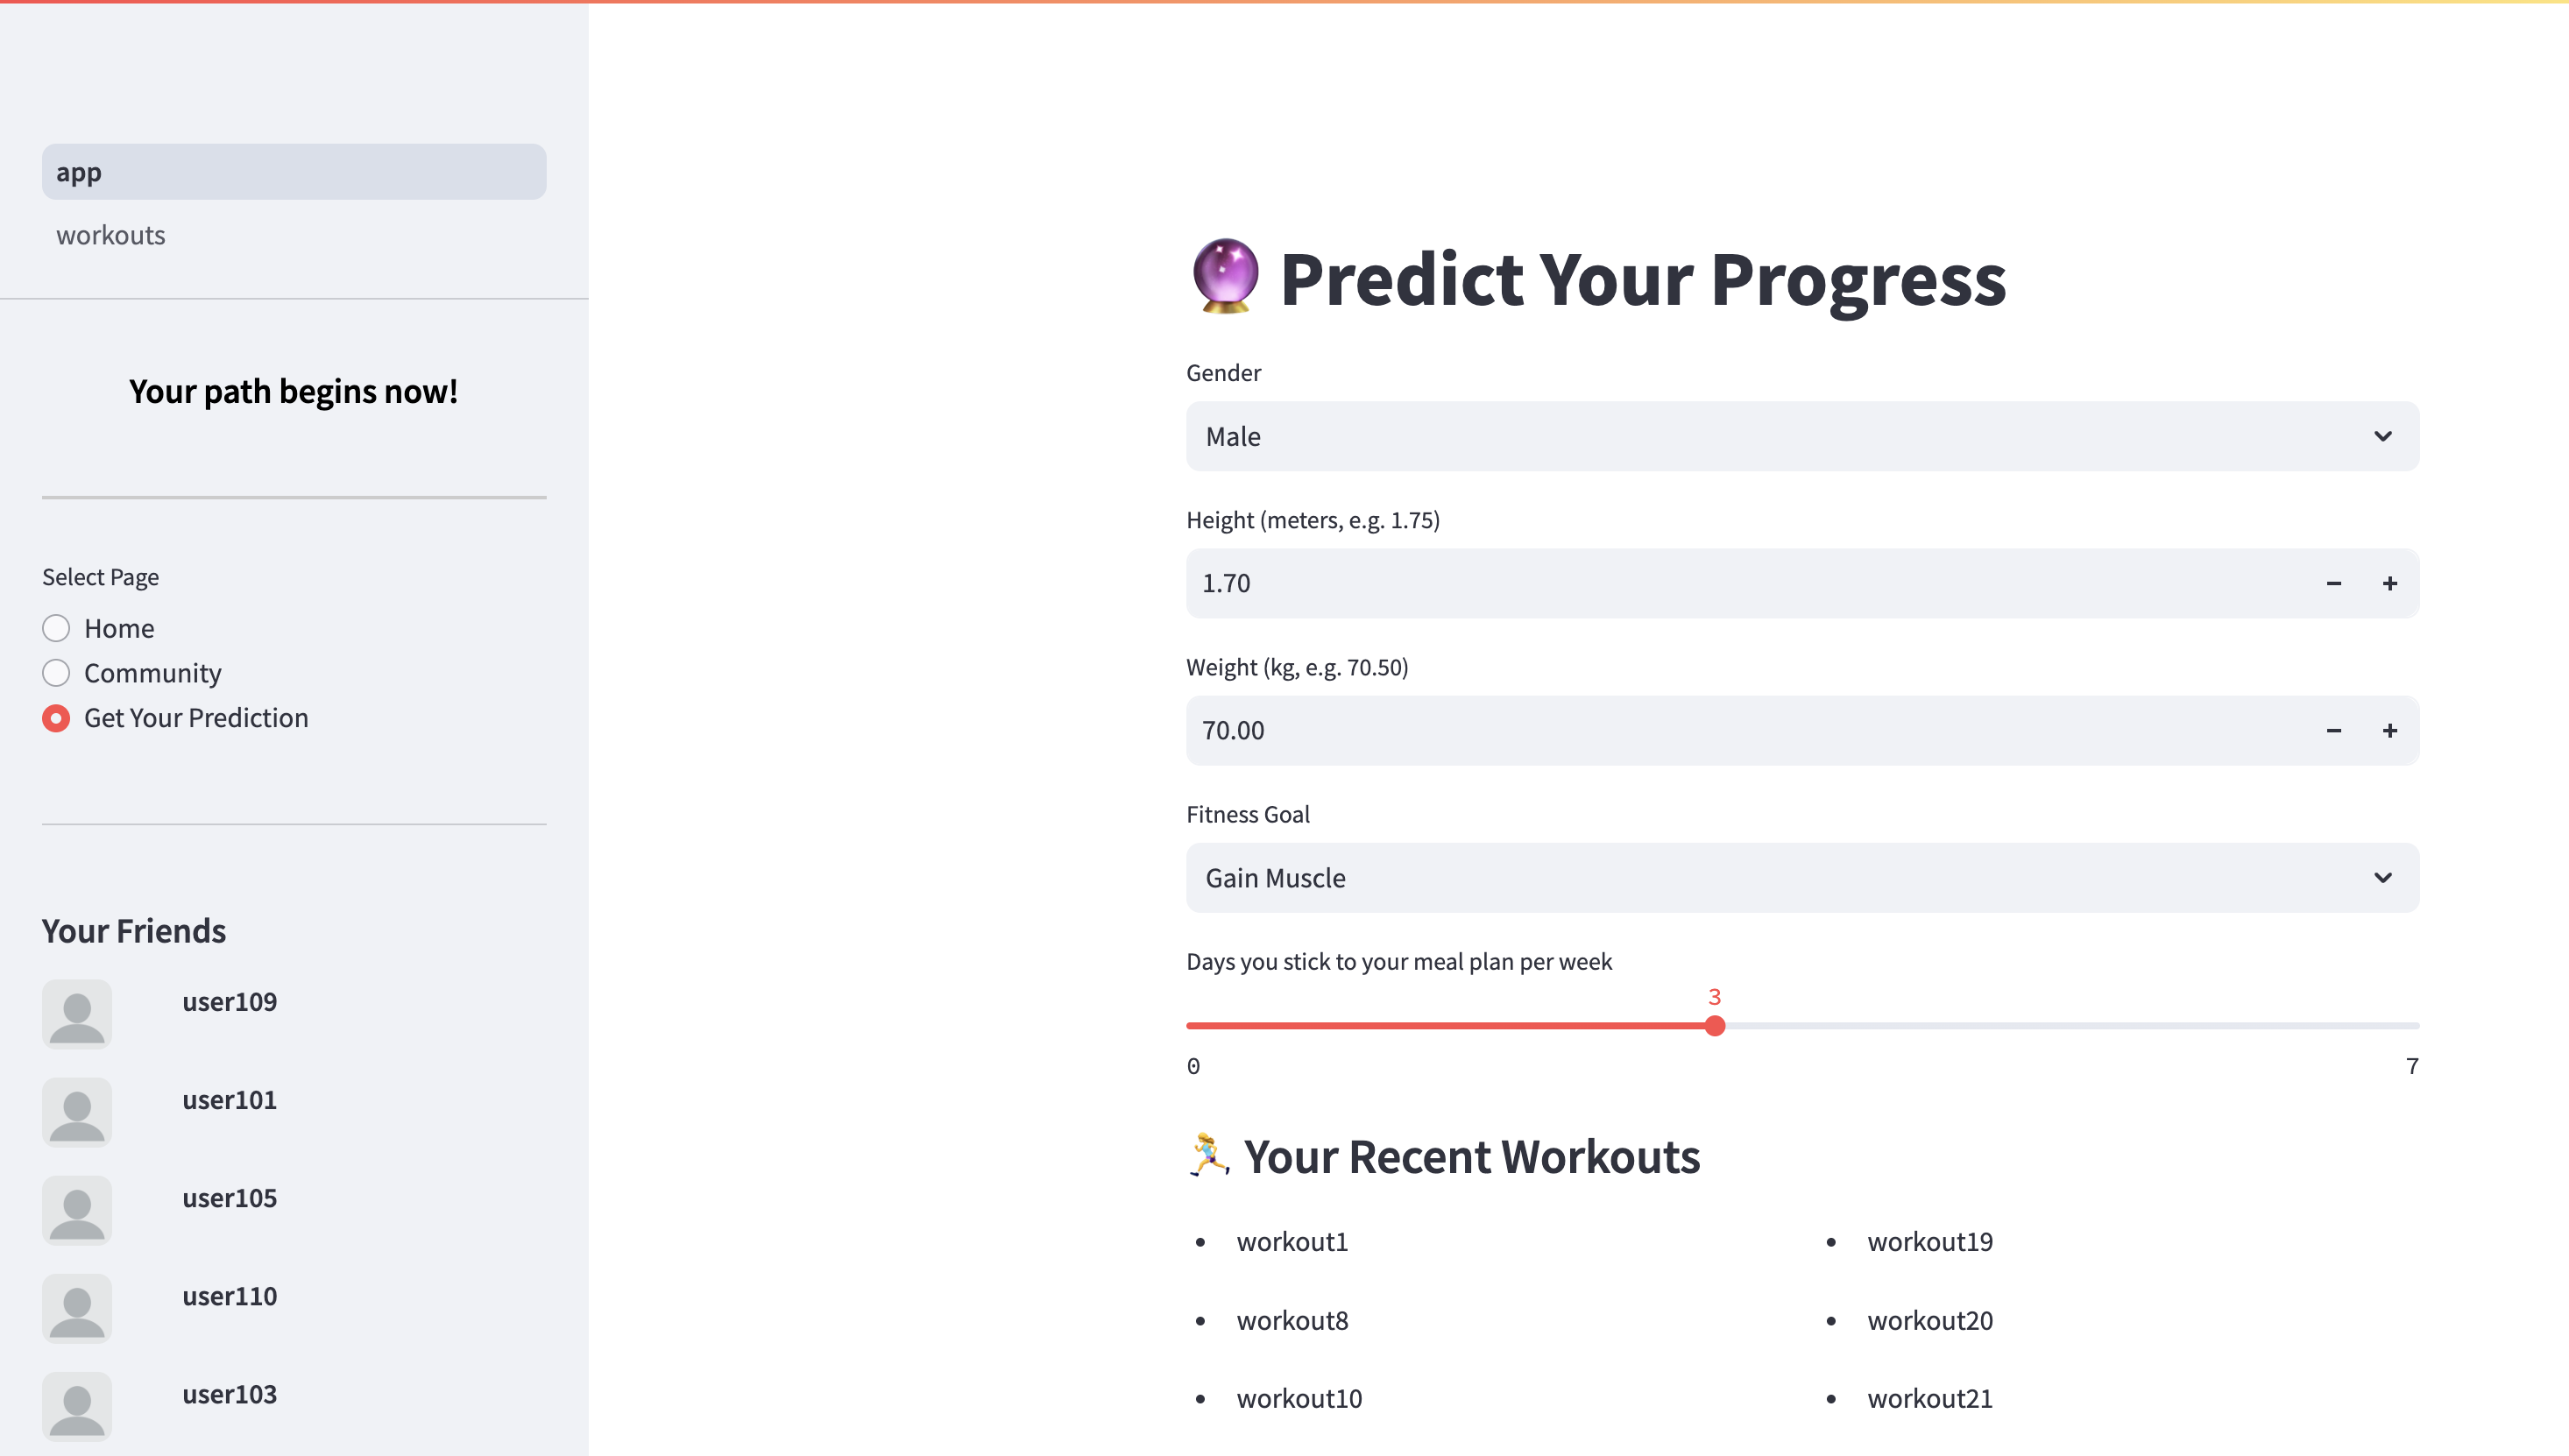 app
workouts
Your path begins now!
Select Page
Home
Community
Get Your Prediction
Your Friends
user109
user101
user105
user110
user103
Predict Your Progress
Gender
Male
Height (meters, e.g. 1.75)
1.70
Weight (kg, e.g. 70.50)
70.00
Fitness Goal
Gain Muscle
Days you stick to your meal plan per week
3
0 7
Your Recent Workouts
workout1
workout8
workout10
workout19
workout20
workout21